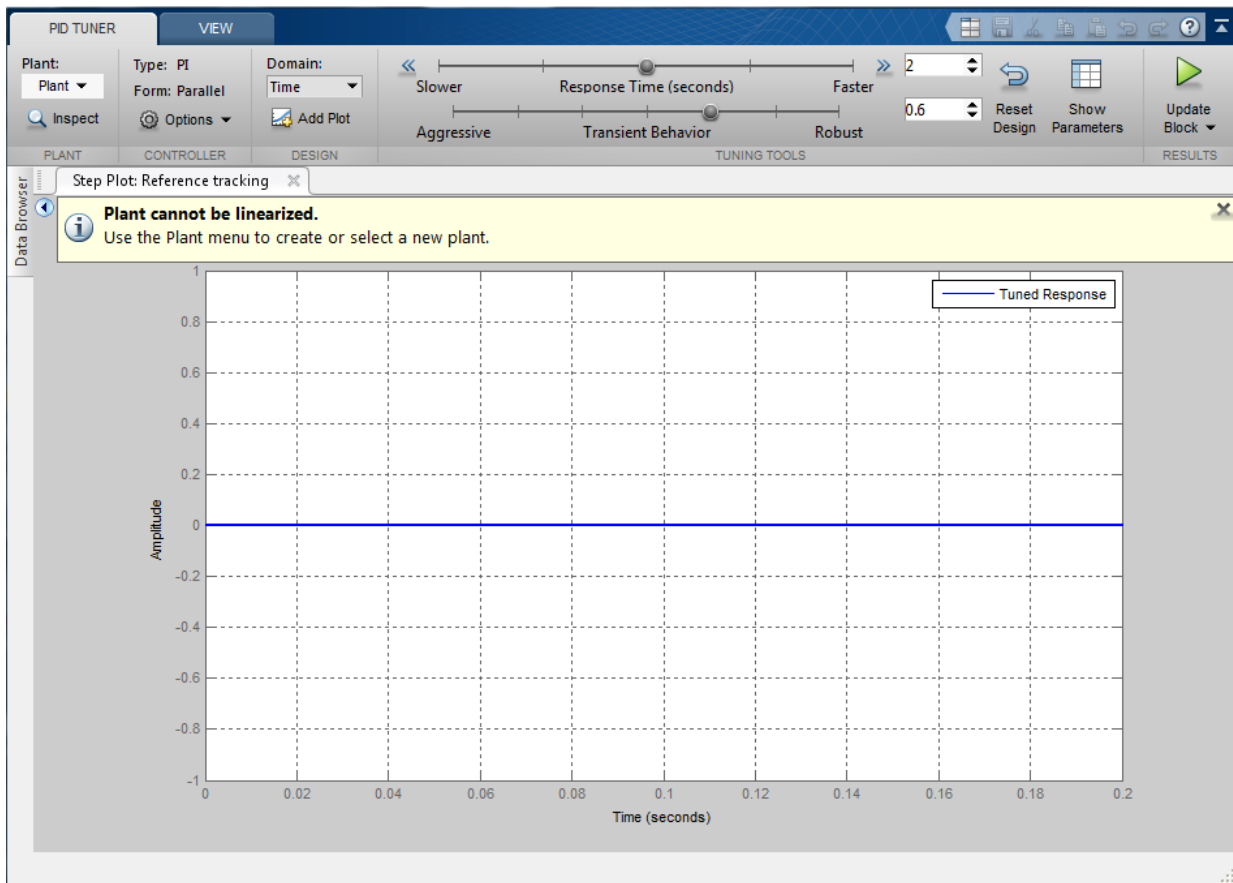 PID TUNER
VIEW
Plant:
Plant
Inspect
PLANT
Type: PI
Form: Parallel
Options
CONTROLLER
Domain:
Time
Add Plot
DESIGN
Slower
Response Time (seconds)
Faster
2
Aggressive
Transient Behavior
Robust
0.6
Reset
Design
Show
Parameters
TUNING TOOLS
Update
Block
RESULTS
Data Browser
Step Plot: Reference tracking
Plant cannot be linearized.
Use the Plant menu to create or select a new plant.
Tuned Response
Amplitude
1
0.8
0.6
0.4
0.2
0
-0.2
-0.4
-0.6
-0.8
-1
0 0.02 0.04 0.06 0.08 0.1 0.12 0.14 0.16 0.18 0.2
Time (seconds)